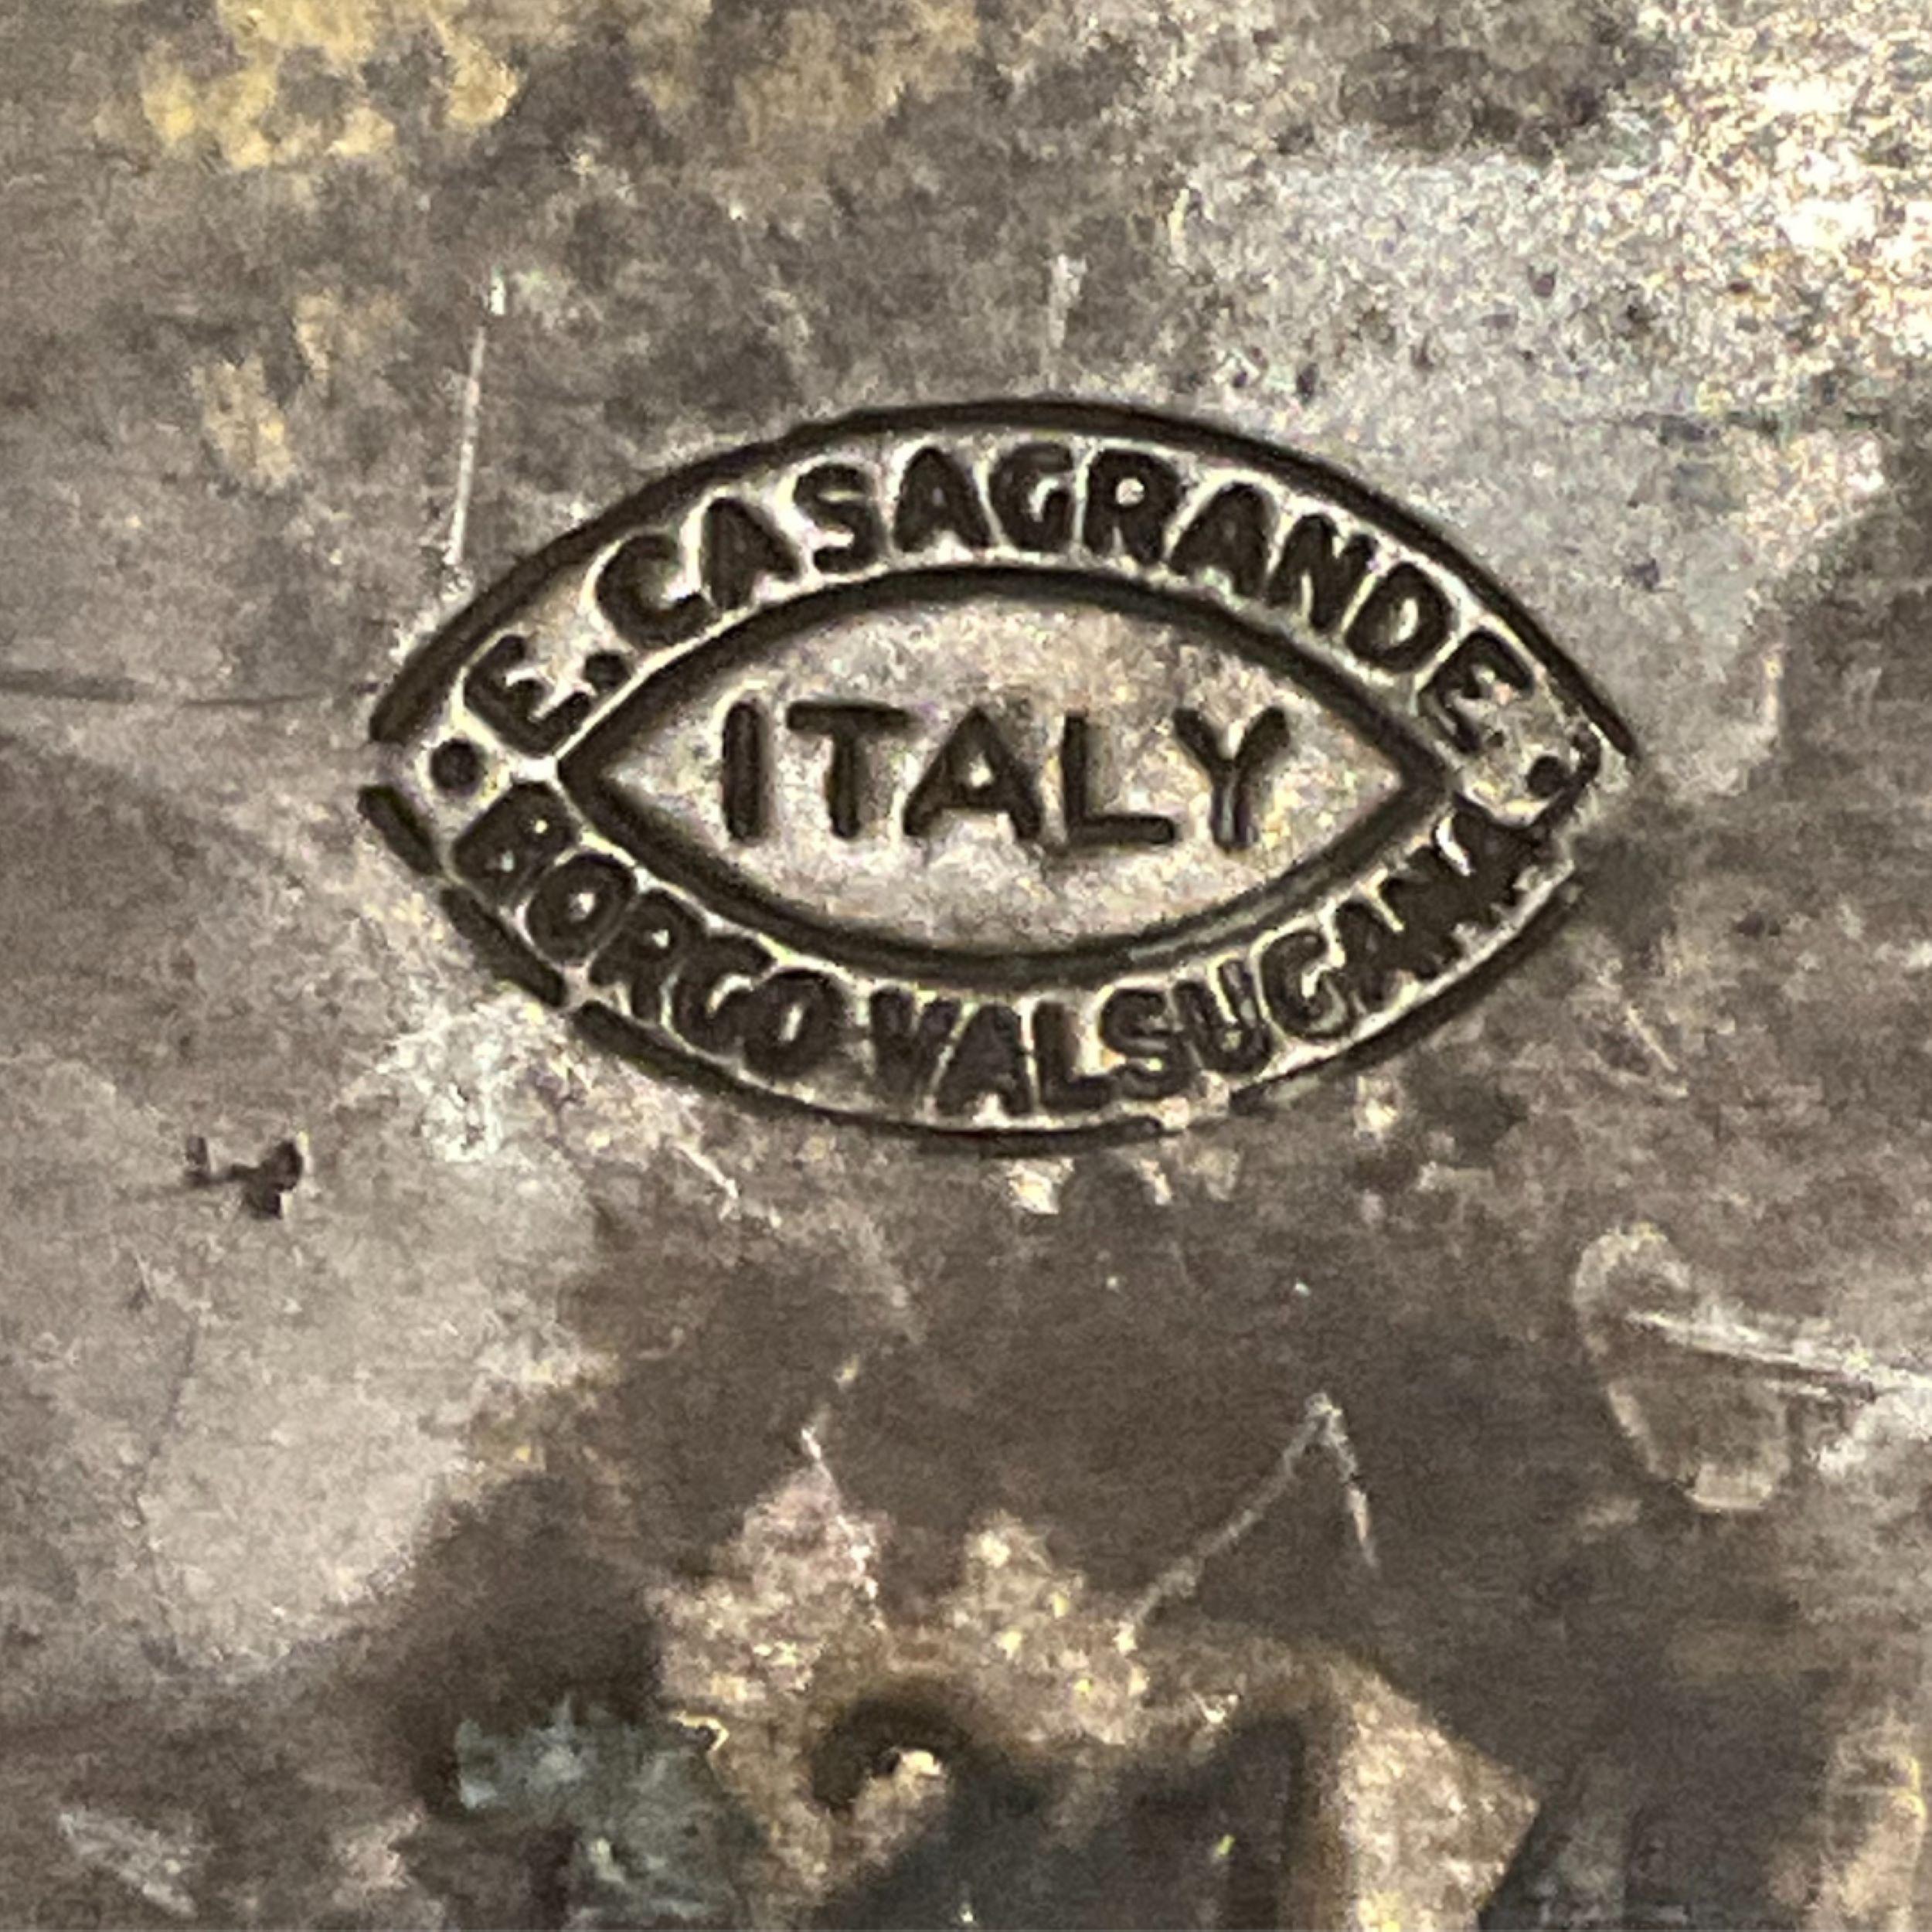 • E. CASAGRANDE •
ITALY
BORGO VALSUGANA